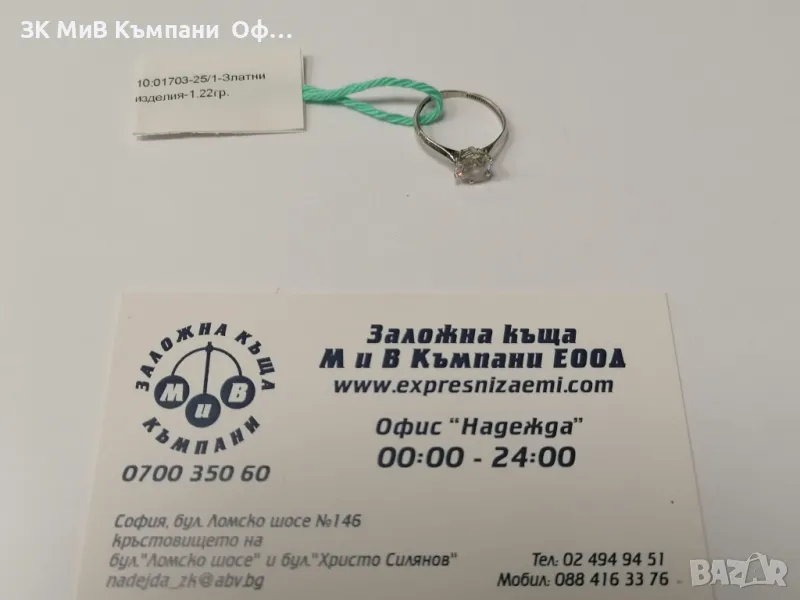 ЗК МиВ Къмпани Оф...
10:01703-25/1-Златни
изделия-1.22гр.
ЗАЛОЖНА КЪЩА
М и В
КЪМПАНИ
0700 350 60
Заложна къща
М и В Къмпани ЕООД
www.expresnizaemi.com
Офис "Надежда"
00:00 - 24:00
София, бул. Ломско шосе №146
кръстовището на
бул."Ломско шосе" и бул."Христо Силянов"
nadejda_zk@abv.bg
Тел: 02 494 94 51
Мобил: 088 416 33 76
BAZAR